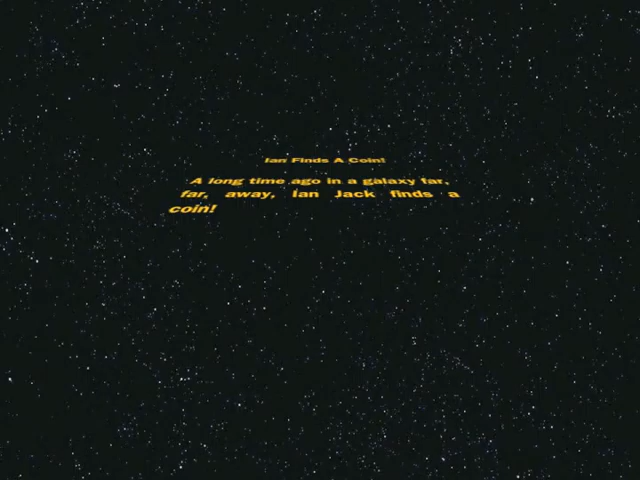 Ian Finds A Coin!
A long time ago in a galaxy far,
far, away, Ian Jack finds a
coin!